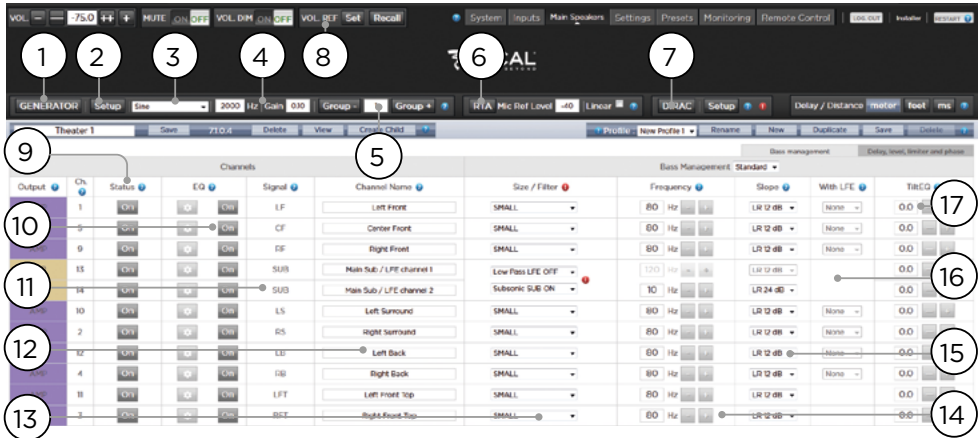 VOL. -75.0 ++ + MUTE ON OFF VOL. DIM ON OFF VOL. REF Set Recall System Inputs Main Speakers Settings Presets Monitoring Remote Control LOG OUT Installer RESTART
1 2 3 4 8 6 7
GENERATOR Setup Sine 2000 Hz Gain 0.10 Group - Group + RTA Mic Ref Level -40 Linear DIRAC Setup Delay / Distance meter feet ms
Theater 1 Save 7.1.0.4 Delete View Create Child Profile New Profile 1 Rename New Duplicate Save Delete
9 5
Bass management Delay, level, limiter and phase
Channels Bass Management Standard
Output Ch. Status EQ Signal Channel Name Size / Filter Frequency Slope With LFE TiltEQ
1 On On LF Left Front SMALL 80 Hz LR 12 dB None 0.0 17
10 On On CF Center Front SMALL 80 Hz LR 12 dB None
9 On On RF Right Front SMALL 80 Hz LR 12 dB None 0.0
13 On On SUB Main Sub / LFE channel 1 Low Pass LFE OFF 120 Hz LR 12 dB 0.0
11 14 On On SUB Main Sub / LFE channel 2 Subsonic SUB ON 10 Hz LR 24 dB 16 0.0
10 On On LS Left Surround SMALL 80 Hz LR 12 dB None 0.0
2 On On RS Right Surround SMALL 80 Hz LR 12 dB None 0.0
12 12 On On LB Left Back SMALL 80 Hz LR 12 dB None 0.0 15
4 On On RB Right Back SMALL 80 Hz LR 12 dB None 0.0
11 On On LFT Left Front Top SMALL 80 Hz LR 12 dB 0.0
13 3 On On RFT Right Front Top SMALL 80 Hz 14 LR 12 dB 0.0